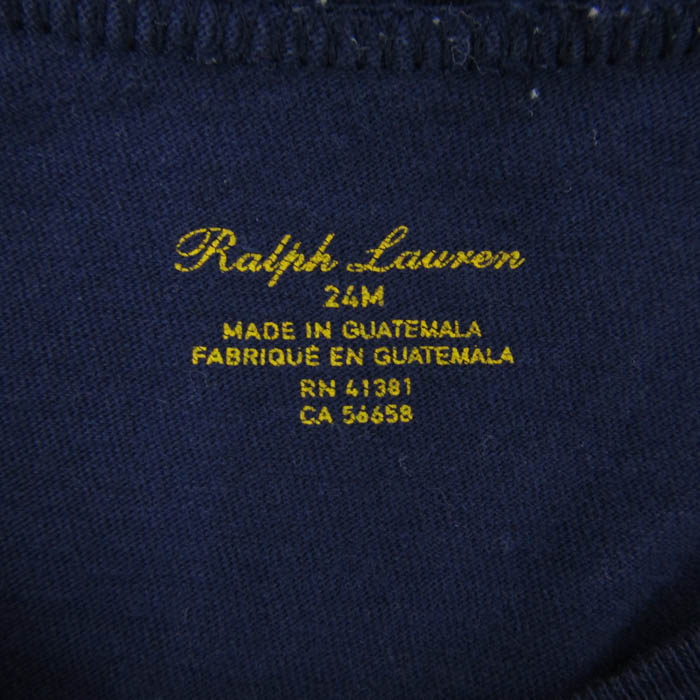 Ralph Lauren
24M
MADE IN GUATEMALA
FABRIQUÉ EN GUATEMALA
RN 41381
CA 56658